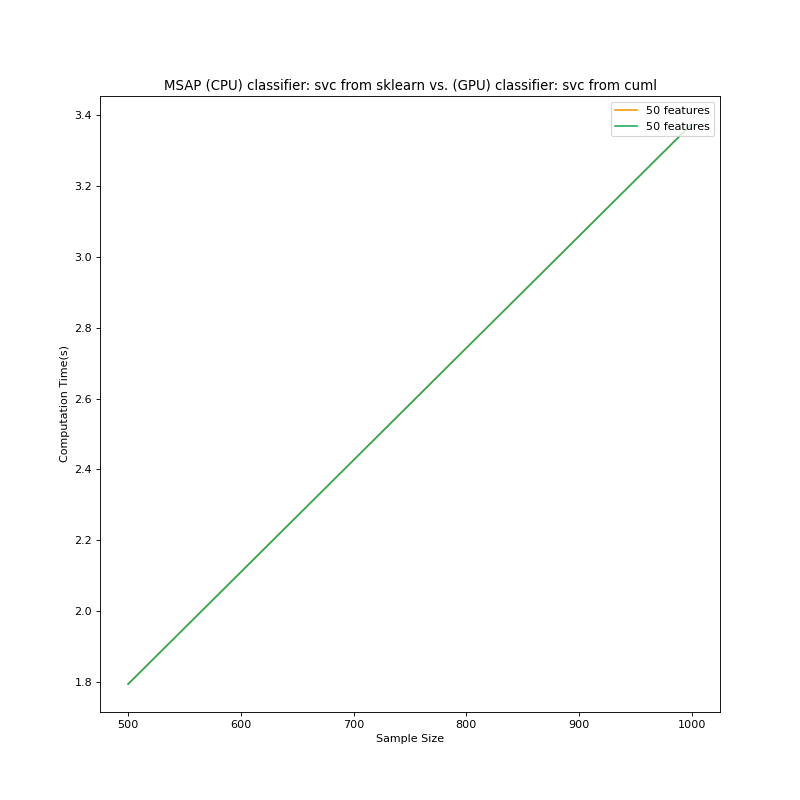 MSAP (CPU) classifier: svc from sklearn vs. (GPU) classifier: svc from cuml
50 features
50 features
3.4
3.2
3.0
2.8
2.6
2.4
2.2
2.0
1.8
Computation Time(s)
500 600 700 800 900 1000
Sample Size